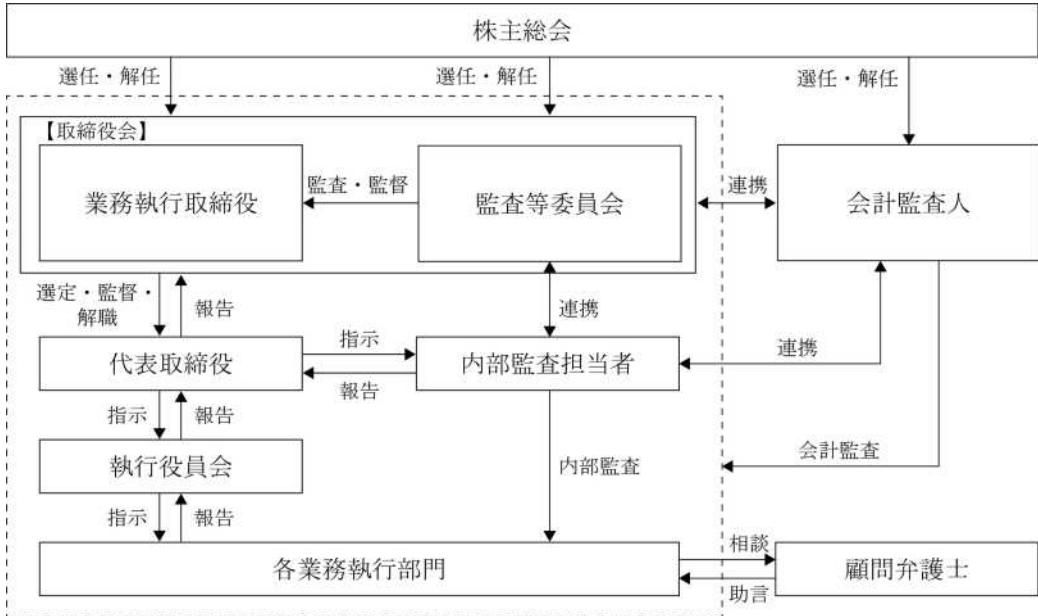 株主総会
選任・解任
選任・解任
選任・解任
【取締役会】
業務執行取締役
監査・監督
監査等委員会
連携
会計監査人
選定・監督・
解職
報告
連携
代表取締役
指示
報告
内部監査担当者
連携
指示
報告
執行役員会
内部監査
会計監査
指示
報告
各業務執行部門
相談
助言
顧問弁護士